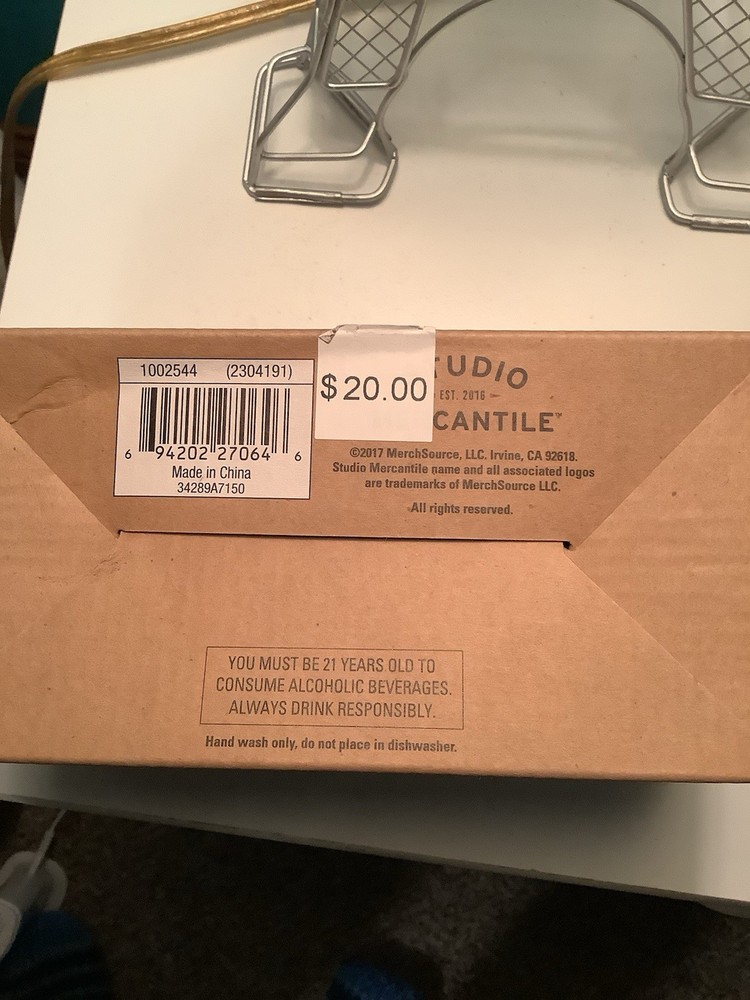 1002544 (2304191)
6 94202 27064 6
Made in China
34289A7150
$20.00
TUDIO
EST. 2016
CANTILE™
©2017 MerchSource, LLC. Irvine, CA 92618.
Studio Mercantile name and all associated logos
are trademarks of MerchSource LLC.
All rights reserved.
YOU MUST BE 21 YEARS OLD TO
CONSUME ALCOHOLIC BEVERAGES.
ALWAYS DRINK RESPONSIBLY.
Hand wash only, do not place in dishwasher.